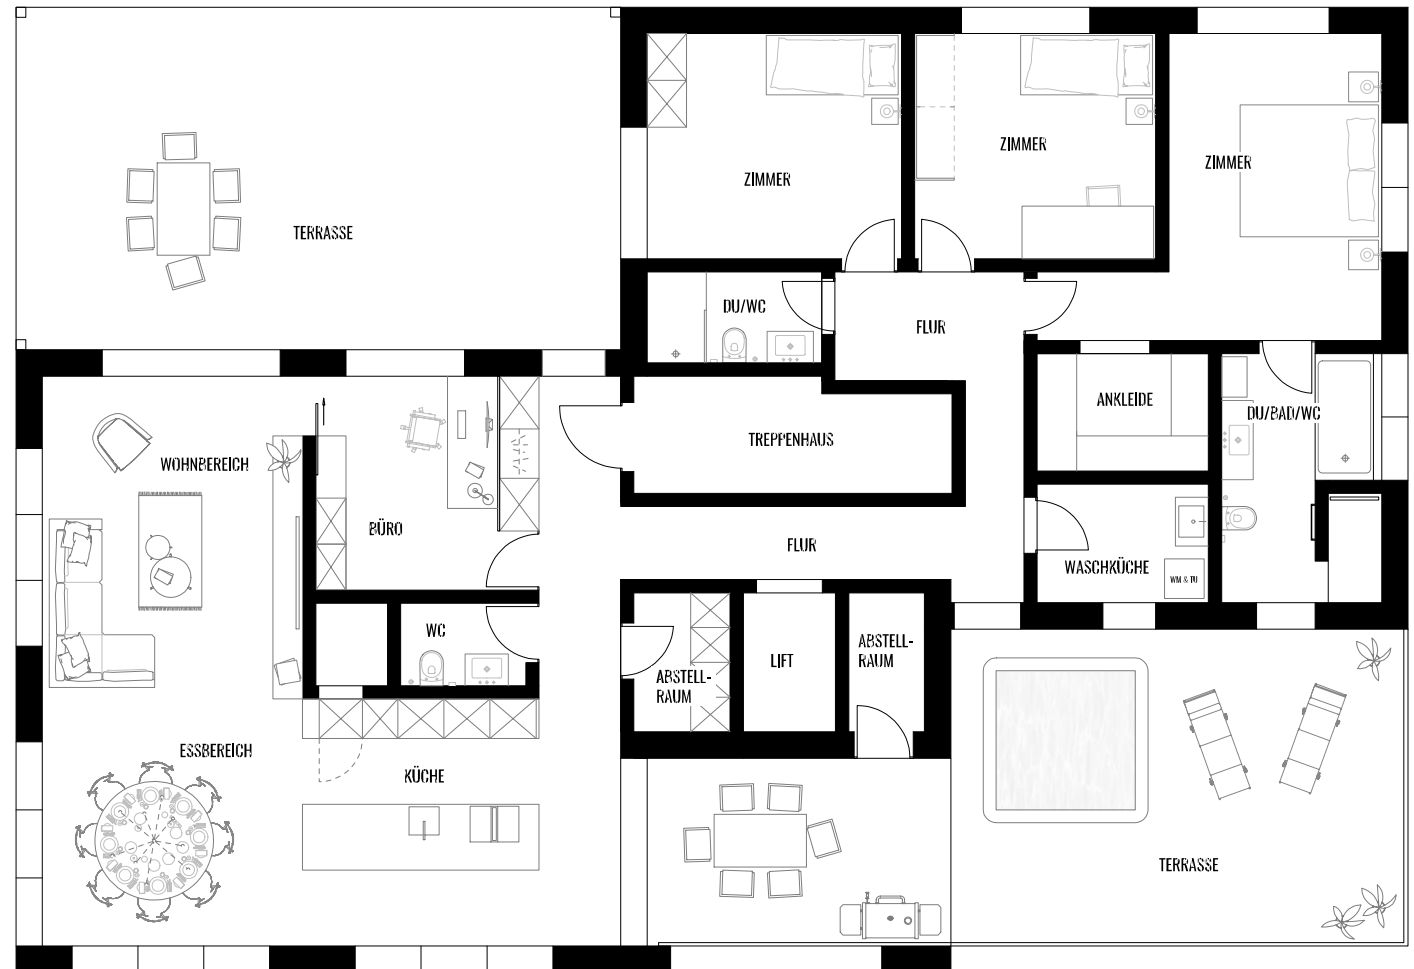 ZIMMER
ZIMMER
ZIMMER
TERRASSE
DU/WC
FLUR
ANKLEIDE
DU/BAD/WC
TREPPENHAUS
WOHNBEREICH
BÜRO
FLUR
WASCHKÜCHE
WM & TU
WC
LIFT
ABSTELL-
RAUM
ABSTELL-
RAUM
ESSBEREICH
KÜCHE
TERRASSE